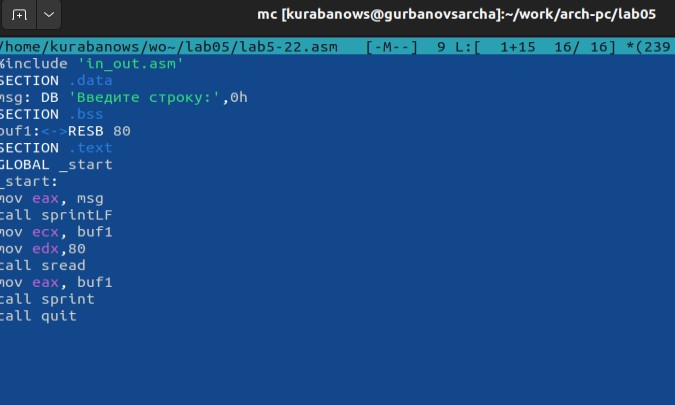 mc [kurabanows@gurbanovsarcha]:~/work/arch-pc/lab05
/home/kurabanows/wo~/lab05/lab5-22.asm [-M--] 9 L:[ 1+15 16/ 16] *(239
%include 'in_out.asm'
SECTION .data
msg: DB 'Введите строку:',0h
SECTION .bss
buf1:<->RESB 80
SECTION .text
GLOBAL _start
_start:
mov eax, msg
call sprintLF
mov ecx, buf1
mov edx,80
call sread
mov eax, buf1
call sprint
call quit